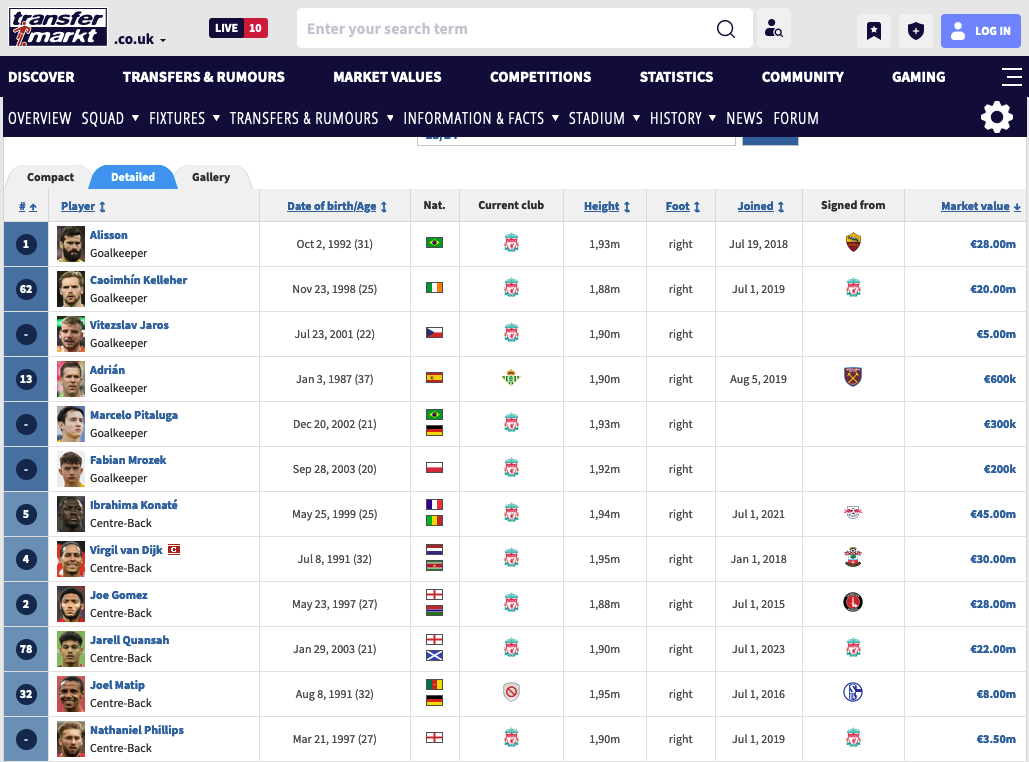 transfer
markt .co.uk
LIVE 10
Enter your search term
LOG IN
DISCOVER TRANSFERS & RUMOURS MARKET VALUES COMPETITIONS STATISTICS COMMUNITY GAMING
OVERVIEW SQUAD ▼ FIXTURES ▼ TRANSFERS & RUMOURS ▼ INFORMATION & FACTS ▼ STADIUM ▼ HISTORY ▼ NEWS FORUM
Compact Detailed Gallery
# Player Date of birth/Age Nat. Current club Height Foot Joined Signed from Market value
1 Alisson Oct 2, 1992 (31) 1,93m right Jul 19, 2018 €28.00m
Goalkeeper
62 Caoimhín Kelleher Nov 23, 1998 (25) 1,88m right Jul 1, 2019 €20.00m
Goalkeeper
- Vitezslav Jaros Jul 23, 2001 (22) 1,90m right €5.00m
Goalkeeper
13 Adrián Jan 3, 1987 (37) 1,90m right Aug 5, 2019 €600k
Goalkeeper
- Marcelo Pitaluga Dec 20, 2002 (21) 1,93m right €300k
Goalkeeper
- Fabian Mrozek Sep 28, 2003 (20) 1,92m right €200k
Goalkeeper
5 Ibrahima Konaté May 25, 1999 (25) 1,94m right Jul 1, 2021 €45.00m
Centre-Back
4 Virgil van Dijk C Jul 8, 1991 (32) 1,95m right Jan 1, 2018 €30.00m
Centre-Back
2 Joe Gomez May 23, 1997 (27) 1,88m right Jul 1, 2015 €28.00m
Centre-Back
78 Jarell Quansah Jan 29, 2003 (21) 1,90m right Jul 1, 2023 €22.00m
Centre-Back
32 Joel Matip Aug 8, 1991 (32) 1,95m right Jul 1, 2016 €8.00m
Centre-Back
- Nathaniel Phillips Mar 21, 1997 (27) 1,90m right Jul 1, 2019 €3.50m
Centre-Back